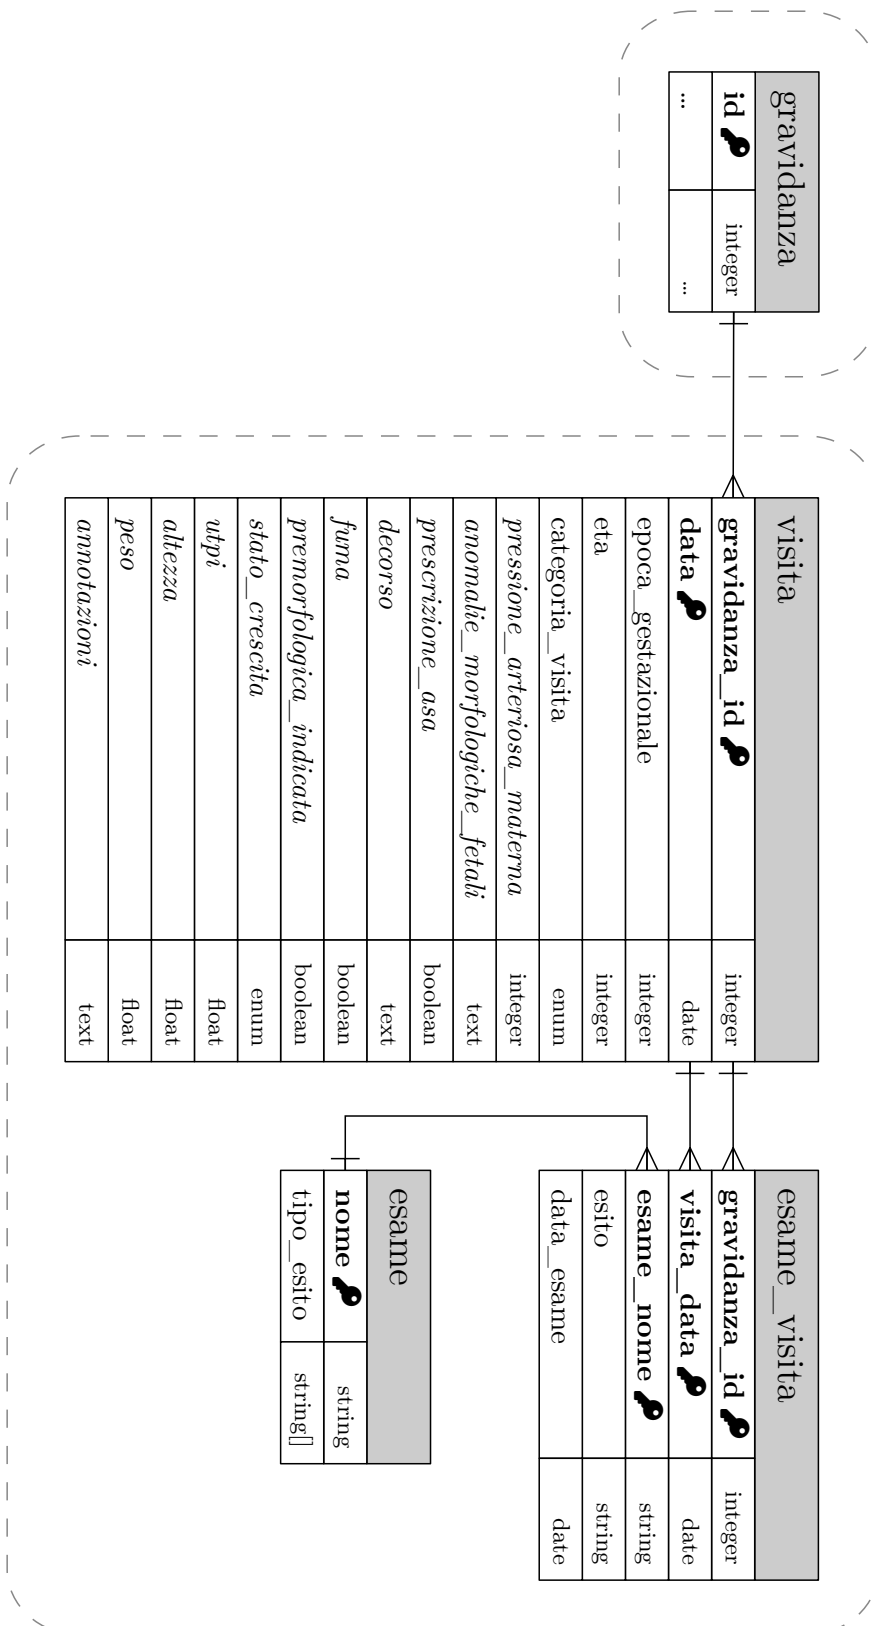 gravidanza
id integer
... ...
visita
gravidanza_id integer
data date
epoca_gestazionale integer
eta integer
categoria_visita enum
pressione_arteriosa_materna integer
anomalie_morfologiche_fetali text
prescrizione_asa boolean
decorso text
fuma boolean
premorfologica_indicata boolean
stato_crescita enum
utpi float
altezza float
peso float
annotazioni text
esame_visita
gravidanza_id integer
visita_data date
esame_nome string
esito string
data_esame date
esame
nome string
tipo_esito string[]